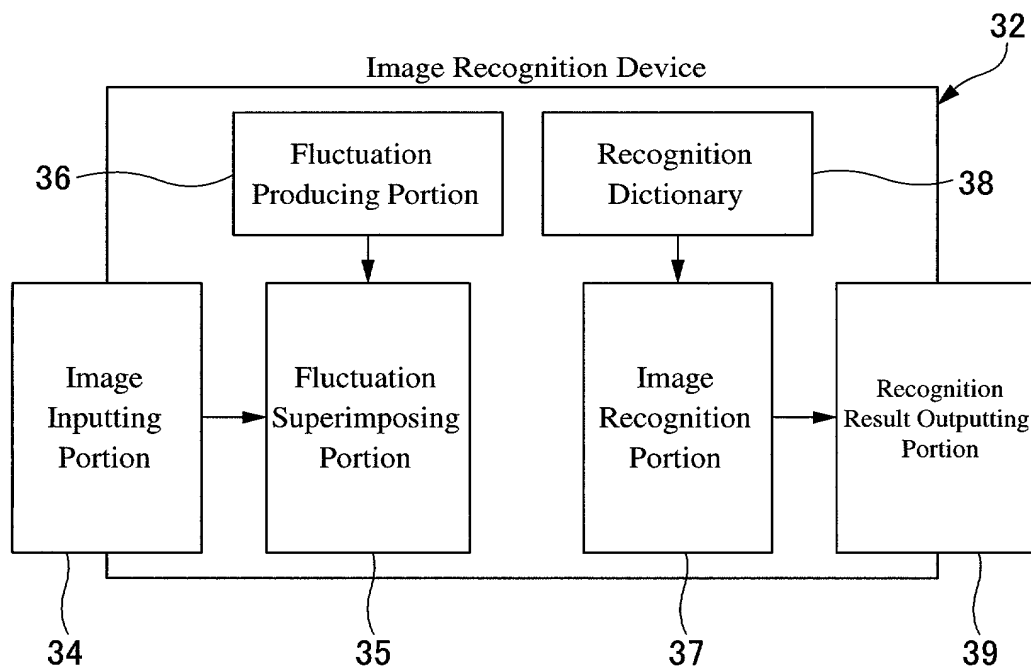 32
Image Recognition Device
Fluctuation
Producing Portion
36
Recognition
Dictionary
38
Image
Inputting
Portion
Fluctuation
Superimposing
Portion
Image
Recognition
Portion
Recognition
Result Outputting
Portion
34
35
37
39